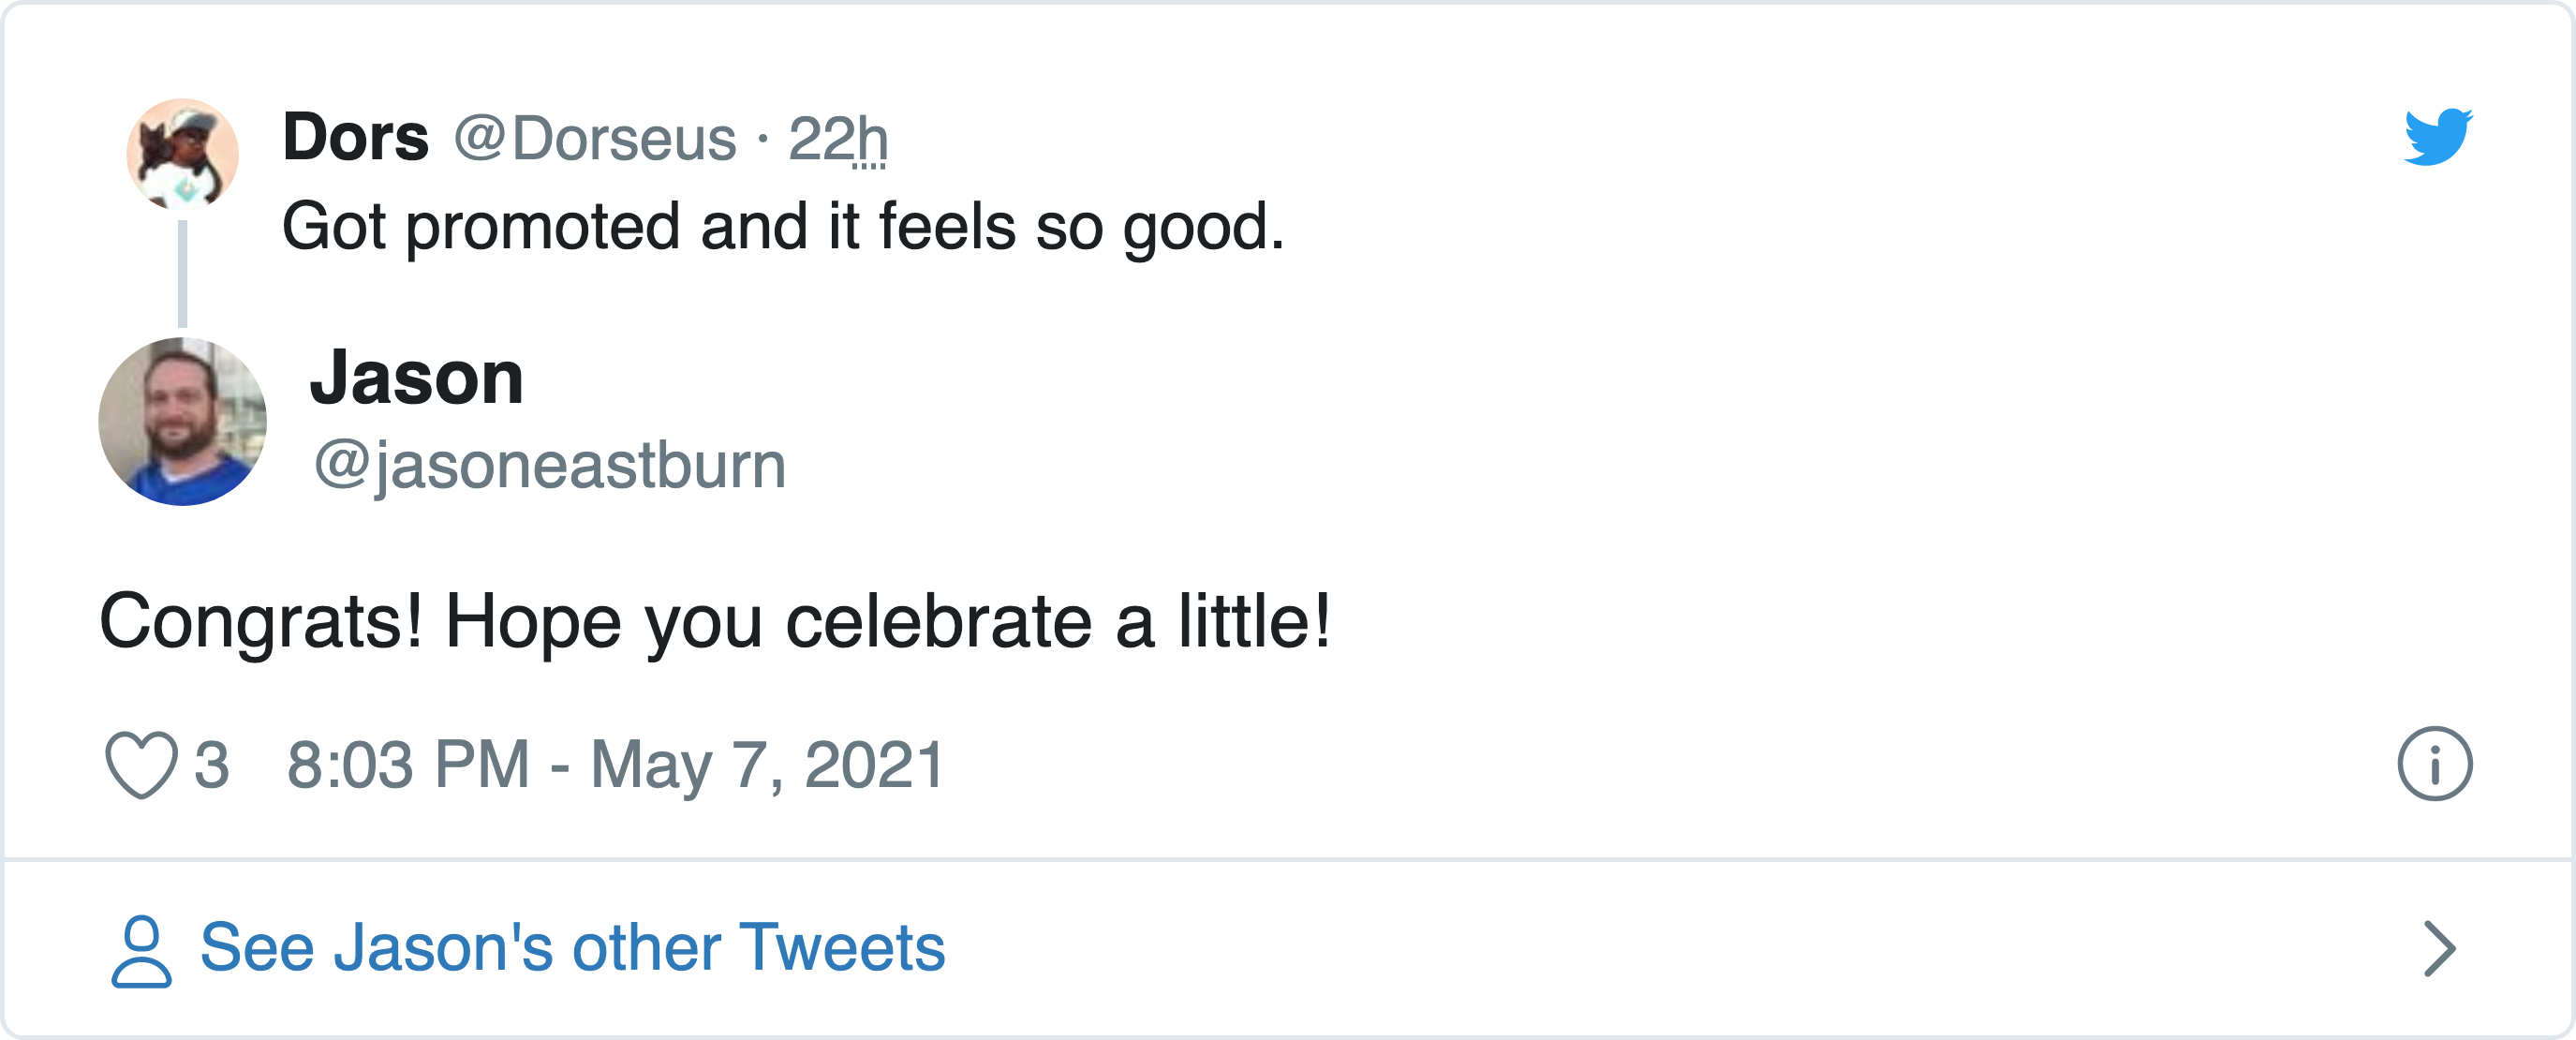 Dors @Dorseus · 22h
Got promoted and it feels so good.
Jason
@jasoneastburn
Congrats! Hope you celebrate a little!
3 8:03 PM - May 7, 2021
See Jason's other Tweets